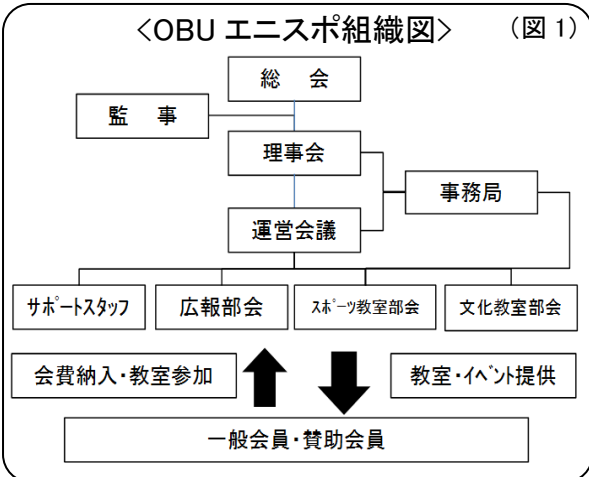 <OBU エニスポ組織図> (図 1)
総 会
監 事
理事会
事務局
運営会議
サポートスタッフ 広報部会 スポーツ教室部会 文化教室部会
会費納入・教室参加 教室・イベント提供
一般会員・賛助会員